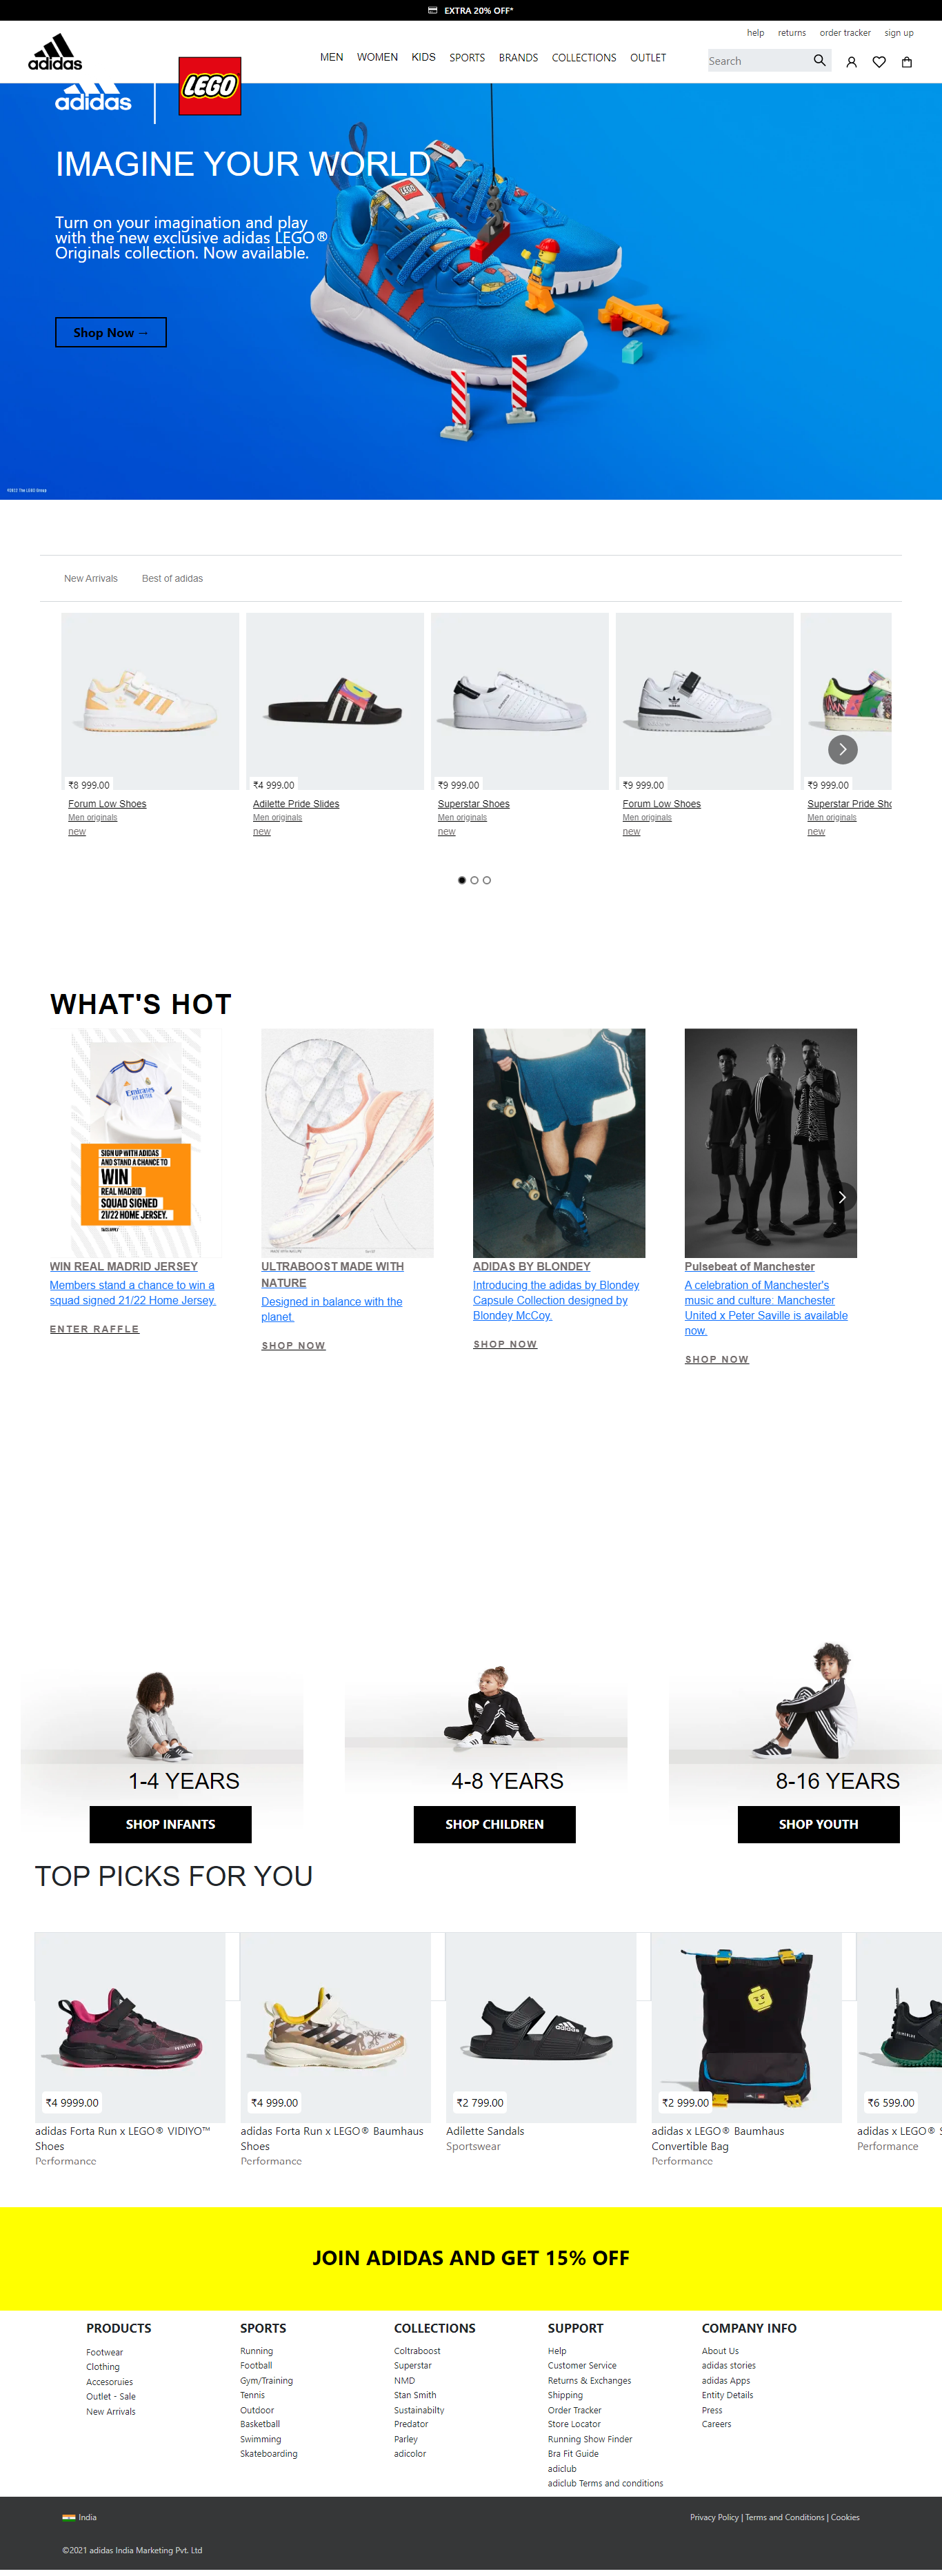 EXTRA 20% OFF*
help returns order tracker sign up
adidas
MEN WOMEN KIDS SPORTS BRANDS COLLECTIONS OUTLET
Search
adidas
LEGO
IMAGINE YOUR WORLD
Turn on your imagination and play
with the new exclusive adidas LEGO®
Originals collection. Now available.
Shop Now →
©2022 The LEGO Group
New Arrivals Best of adidas
₹8 999.00 ₹4 999.00 ₹9 999.00 ₹9 999.00 ₹9 999.00
Forum Low Shoes Adilette Pride Slides Superstar Shoes Forum Low Shoes Superstar Pride Sho
Men originals Men originals Men originals Men originals Men originals
new new new new new
WHAT'S HOT
Emirates
FLY BETTER
SIGN UP WITH ADIDAS
AND STAND A CHANCE TO
WIN
REAL MADRID
SQUAD SIGNED
21/22 HOME JERSEY.
T&CS APPLY
WIN REAL MADRID JERSEY
Members stand a chance to win a
squad signed 21/22 Home Jersey.
ENTER RAFFLE
ULTRABOOST MADE WITH
NATURE
Designed in balance with the
planet.
SHOP NOW
ADIDAS BY BLONDEY
Introducing the adidas by Blondey
Capsule Collection designed by
Blondey McCoy.
SHOP NOW
Pulsebeat of Manchester
A celebration of Manchester's
music and culture: Manchester
United x Peter Saville is available
now.
SHOP NOW
1-4 YEARS 4-8 YEARS 8-16 YEARS
SHOP INFANTS SHOP CHILDREN SHOP YOUTH
TOP PICKS FOR YOU
adidas
₹4 9999.00 ₹4 999.00 ₹2 799.00 ₹2 999.00 ₹6 599.00
adidas Forta Run x LEGO® VIDIYO™
Shoes
Performance
adidas Forta Run x LEGO® Baumhaus
Shoes
Performance
Adilette Sandals
Sportswear
adidas x LEGO® Baumhaus
Convertible Bag
Performance
adidas x LEGO® S
Performance
JOIN ADIDAS AND GET 15% OFF
PRODUCTS
Footwear
Clothing
Accesoruies
Outlet - Sale
New Arrivals
SPORTS
Running
Football
Gym/Training
Tennis
Outdoor
Basketball
Swimming
Skateboarding
COLLECTIONS
Coltraboost
Superstar
NMD
Stan Smith
Sustainabilty
Predator
Parley
adicolor
SUPPORT
Help
Customer Service
Returns & Exchanges
Shipping
Order Tracker
Store Locator
Running Show Finder
Bra Fit Guide
adiclub
adiclub Terms and conditions
COMPANY INFO
About Us
adidas stories
adidas Apps
Entity Details
Press
Careers
India
Privacy Policy | Terms and Conditions | Cookies
©2021 adidas India Marketing Pvt. Ltd